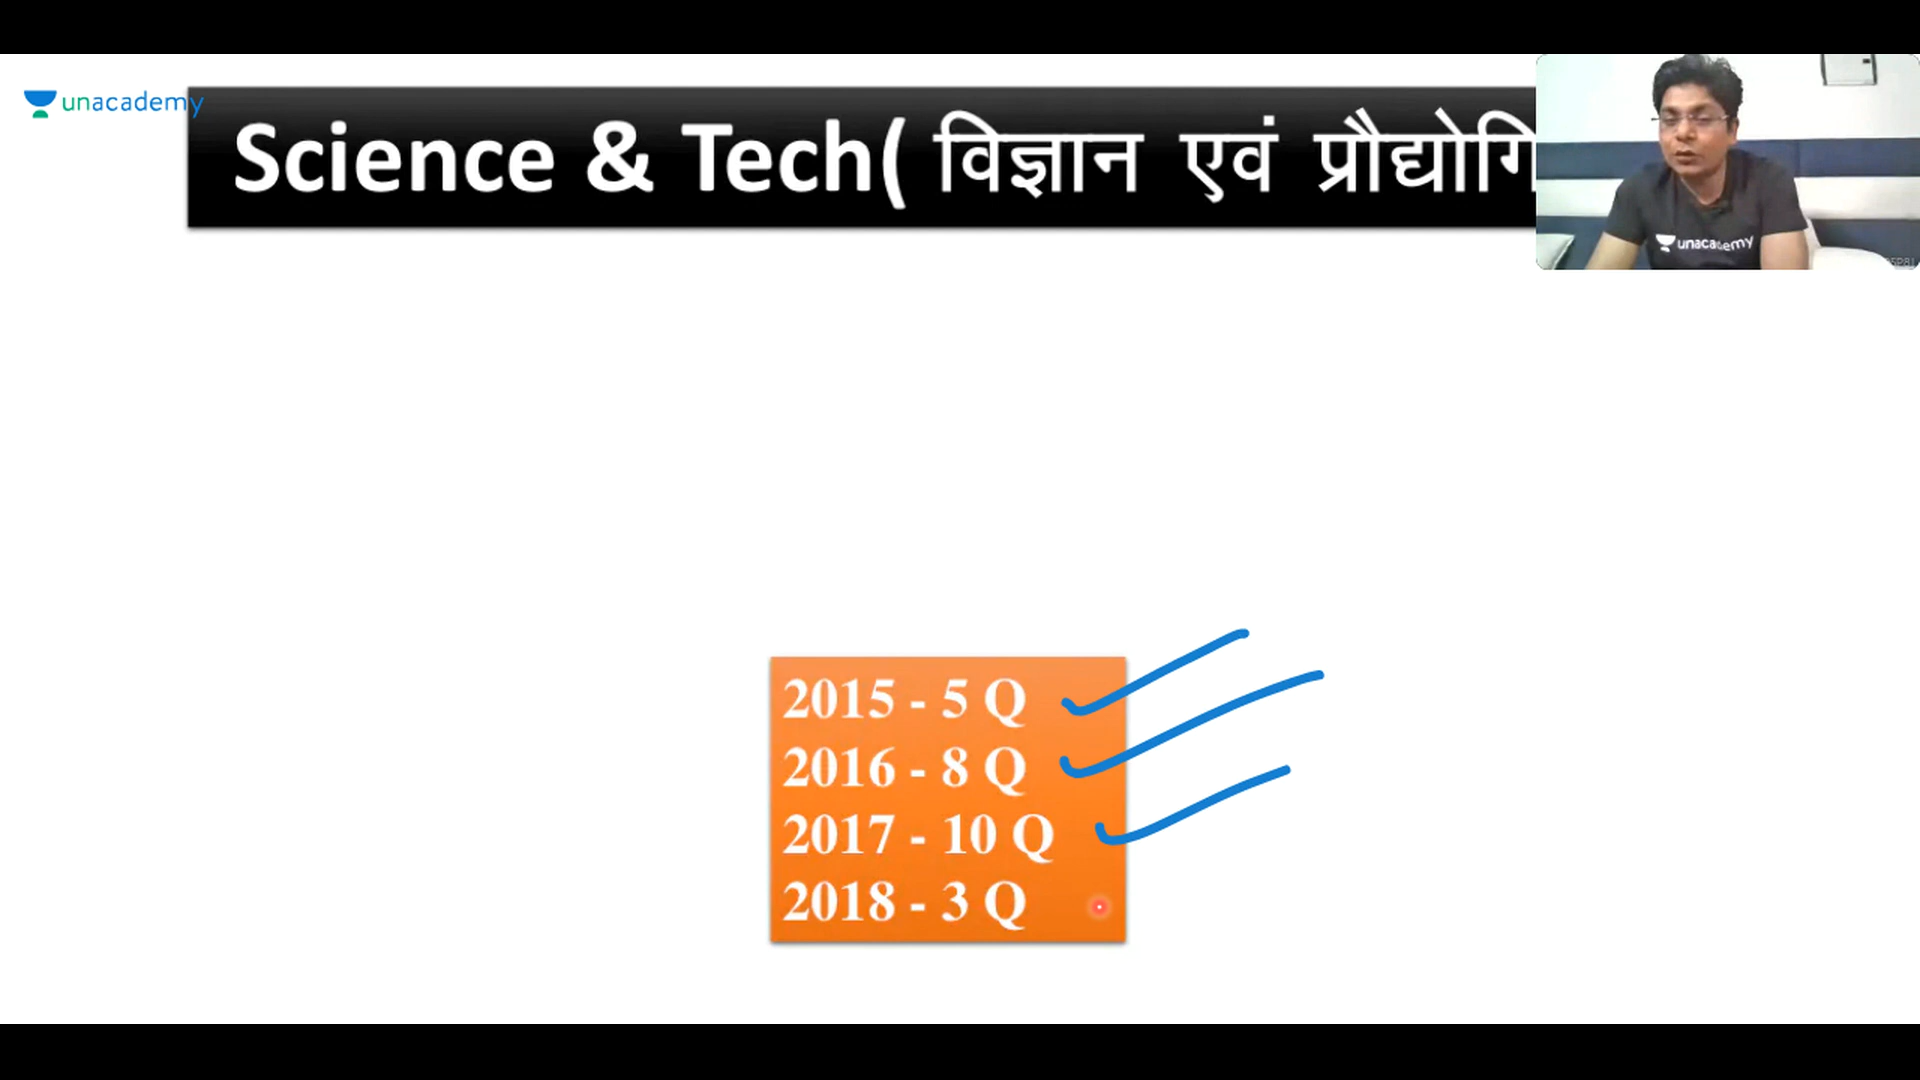 unacademy
Science & Tech( विज्ञान एवं प्रौद्योगि
unacademy
2015 - 5 Q
2016 - 8 Q
2017 - 10 Q
2018 - 3 Q